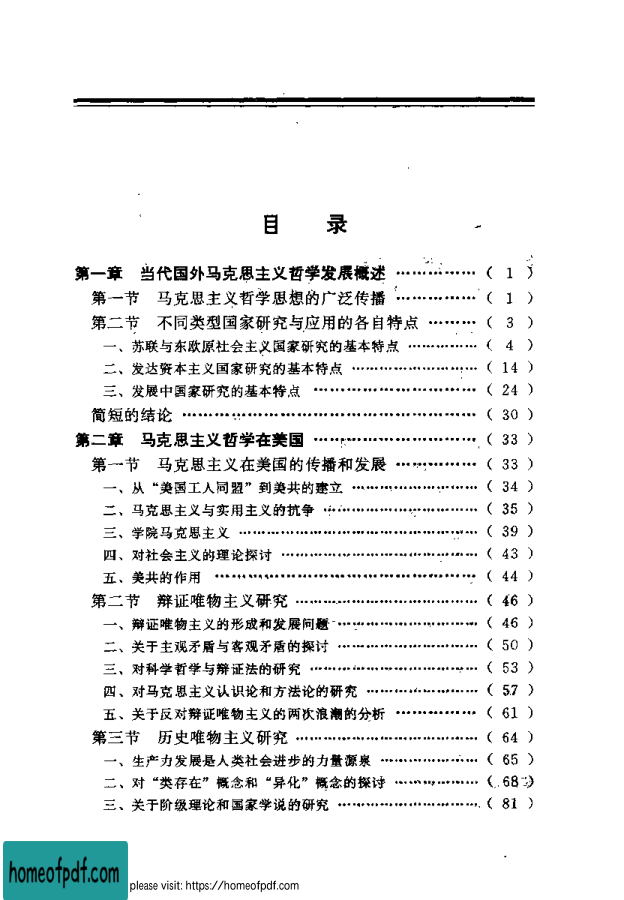 目 录
第一章 当代国外马克思主义哲学发展概述 ……………( 1 )
第一节 马克思主义哲学思想的广泛传播 ……………( 1 )
第二节 不同类型国家研究与应用的各自特点 ………( 3 )
一、苏联与东欧原社会主义国家研究的基本特点 ……………( 4 )
二、发达资本主义国家研究的基本特点 ……………………( 14 )
三、发展中国家研究的基本特点 …………………………( 24 )
简短的结论 ………………………………………………( 30 )
第二章 马克思主义哲学在美国 …………………………( 33 )
第一节 马克思主义在美国的传播和发展 ……………( 33 )
一、从“美国工人同盟”到美共的建立 ……………………( 34 )
二、马克思主义与实用主义的抗争 …………………………( 35 )
三、学院马克思主义 ………………………………………( 39 )
四、对社会主义的理论探讨 ………………………………( 43 )
五、美共的作用 ……………………………………………( 44 )
第二节 辩证唯物主义研究 ……………………………( 46 )
一、辩证唯物主义的形成和发展问题 ………………………( 46 )
二、关于主观矛盾与客观矛盾的探讨 ………………………( 50 )
三、对科学哲学与辩证法的研究 ……………………………( 53 )
四、对马克思主义认识论和方法论的研究 …………………( 57 )
五、关于反对辩证唯物主义的两次浪潮的分析 ……………( 61 )
第三节 历史唯物主义研究 ……………………………( 64 )
一、生产力发展是人类社会进步的力量源泉 ………………( 65 )
二、对“类存在”概念和“异化”概念的探讨 ……………( 68 )
三、关于阶级理论和国家学说的研究 ………………………( 81 )
homeofpdf.com
please visit: https://homeofpdf.com